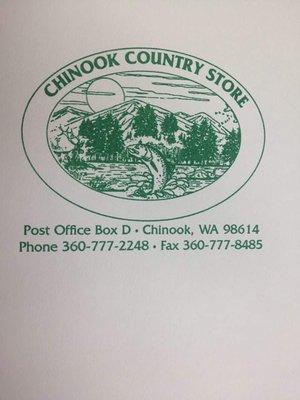 CHINOOK COUNTRY STORE
Post Office Box D • Chinook, WA 98614
Phone 360-777-2248 • Fax 360-777-8485